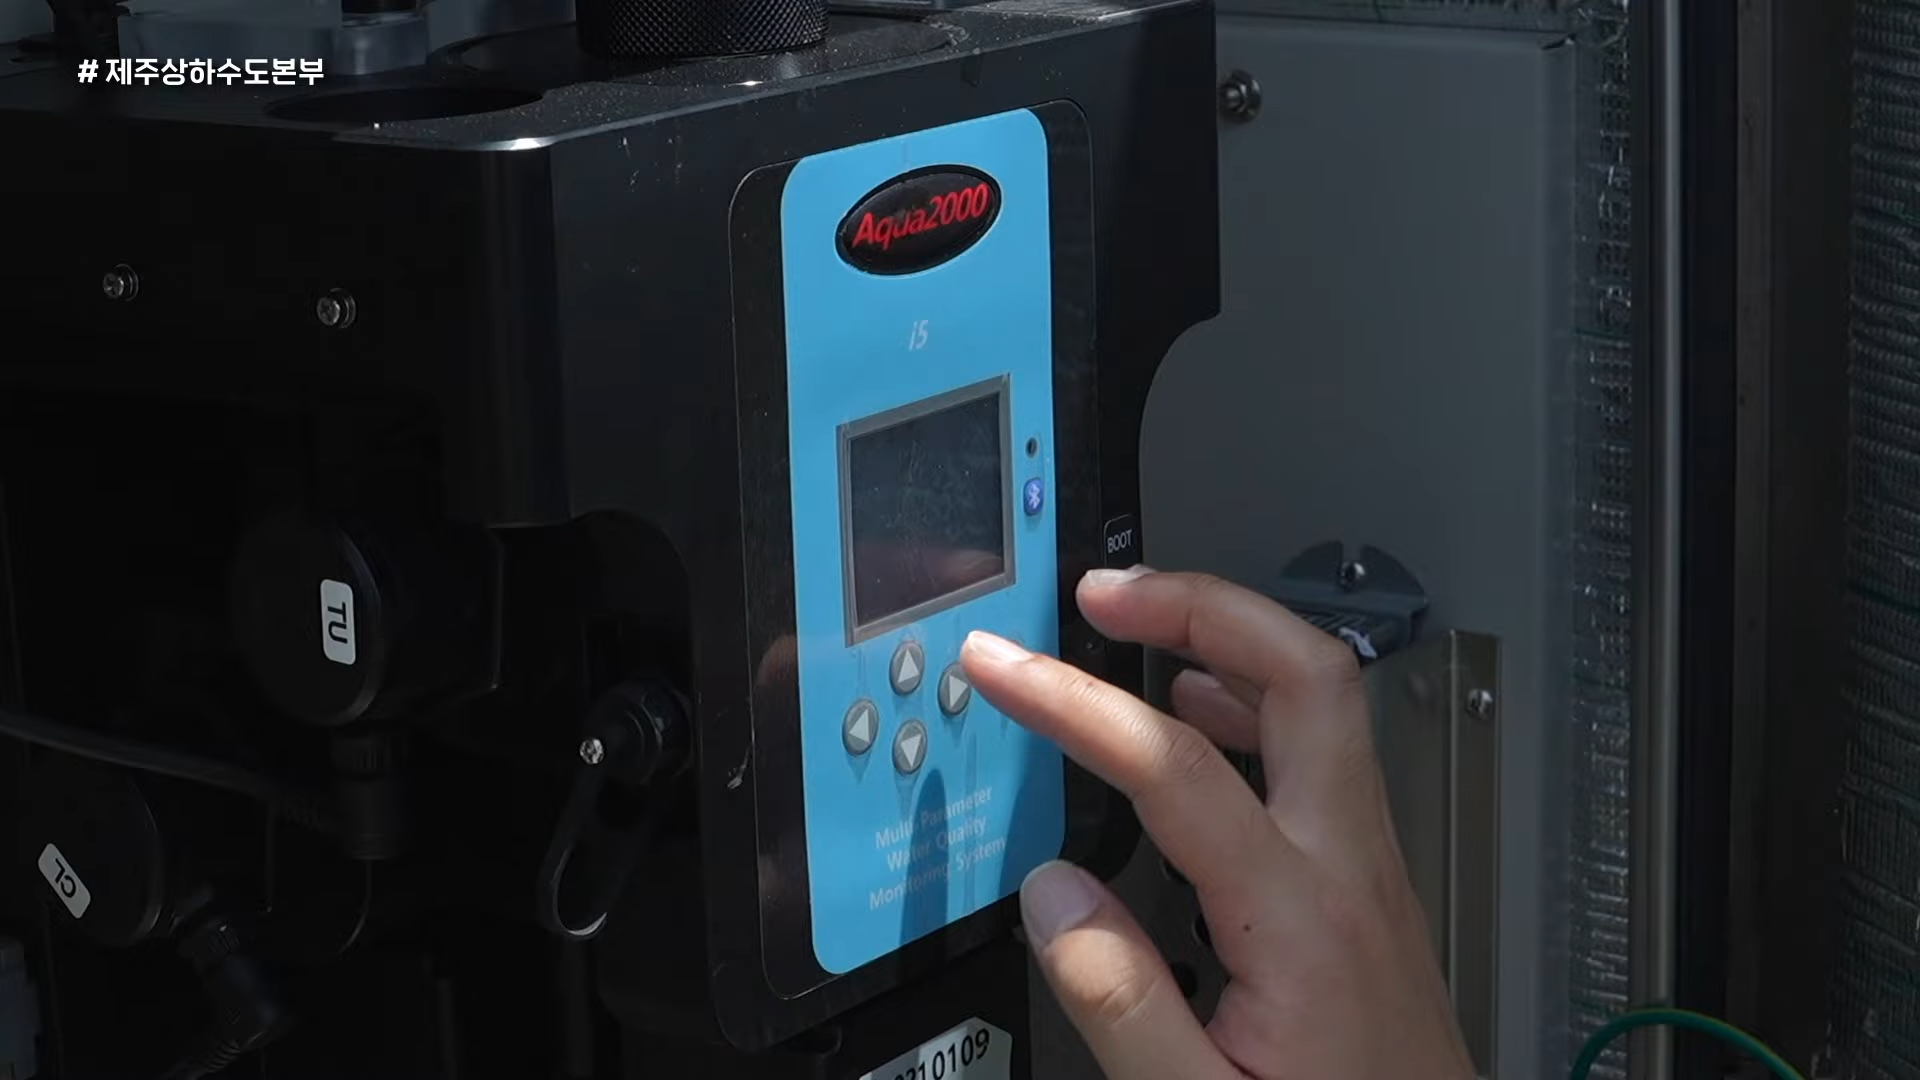 # 제주상하수도본부
Aqua2000
i5
BOOT
TU
CL
Multi-Parameter
Water Quality
Monitoring System
10109